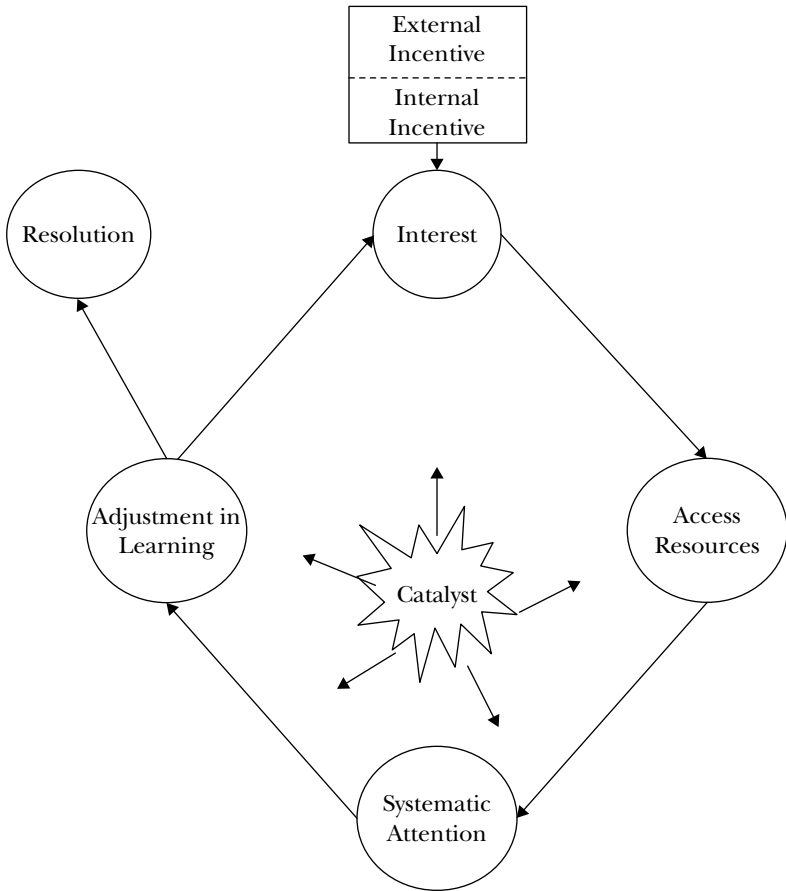 External
Incentive
Internal
Incentive
Resolution
Interest
Adjustment in
Learning
Catalyst
Access
Resources
Systematic
Attention